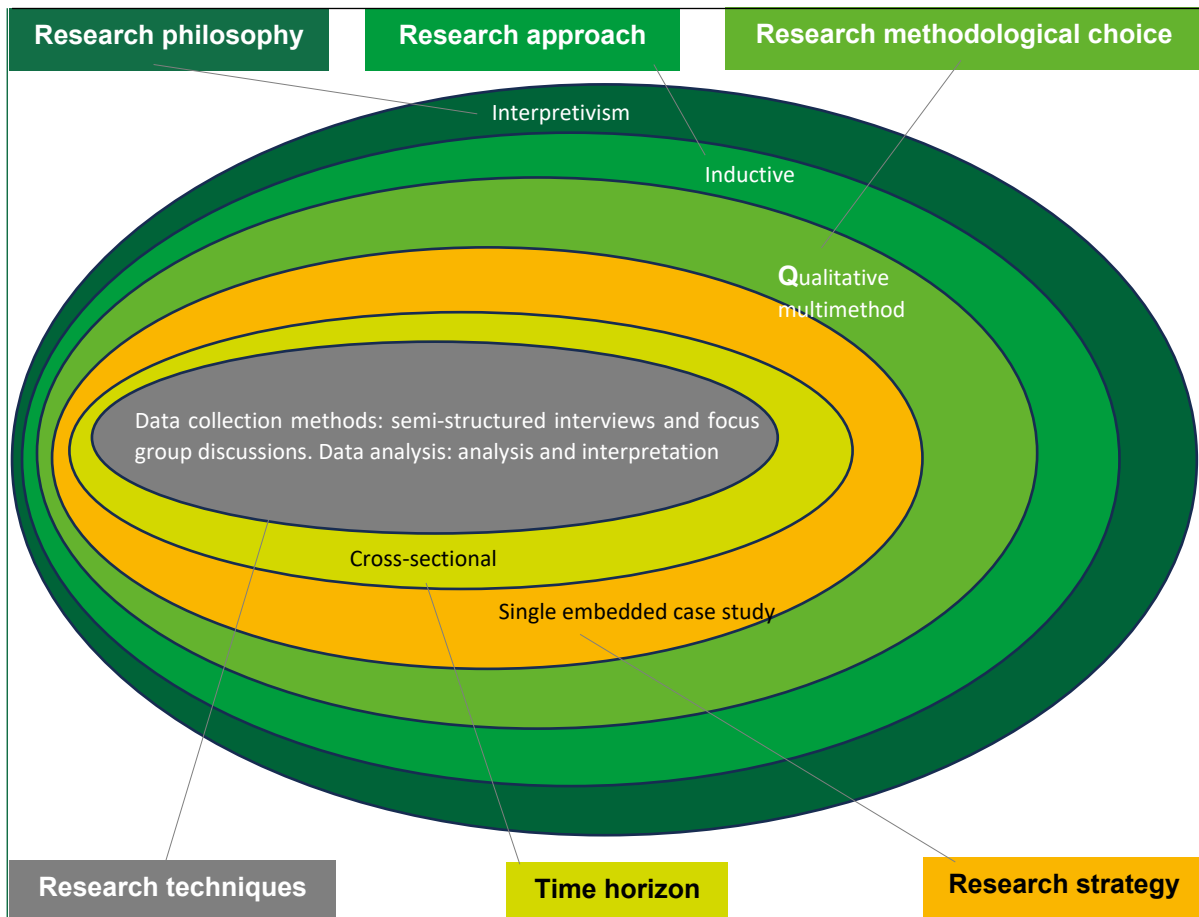 Research philosophy
Research approach
Research methodological choice
Interpretivism
Inductive
Qualitative
multimethod
Data collection methods: semi-structured interviews and focus
group discussions. Data analysis: analysis and interpretation
Cross-sectional
Single embedded case study
Research techniques
Time horizon
Research strategy